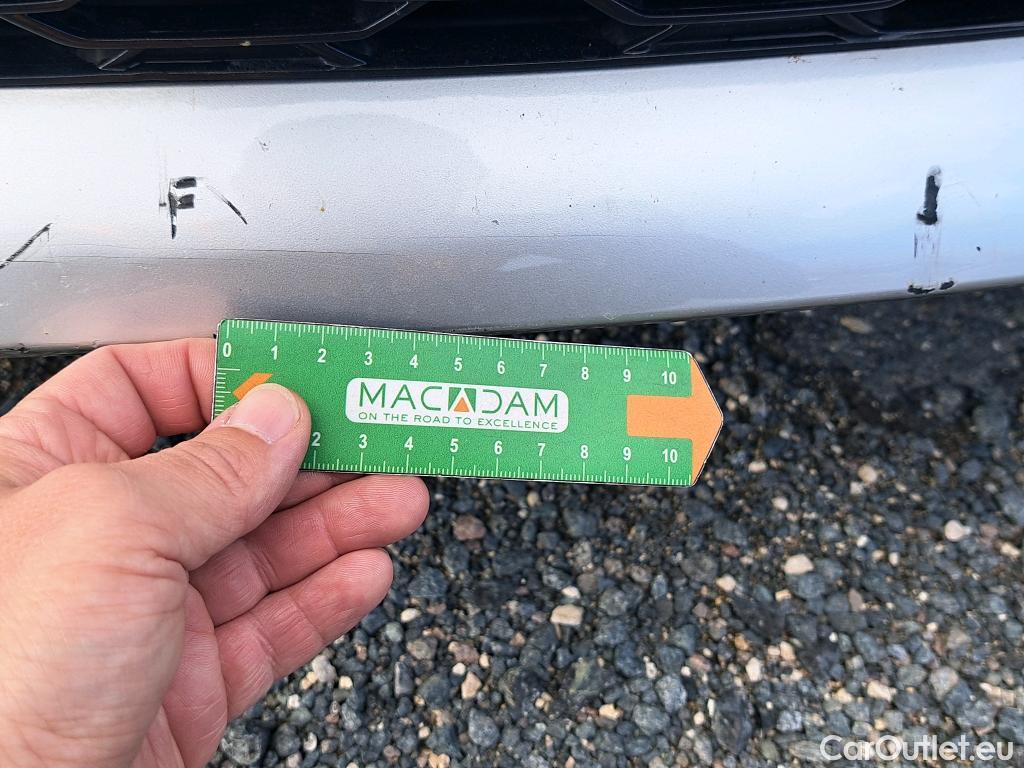 0 1 2 3 4 5 6 7 8 9 10
MACADAM
ON THE ROAD TO EXCELLENCE
2 3 4 5 6 7 8 9 10
CarOutlet.eu